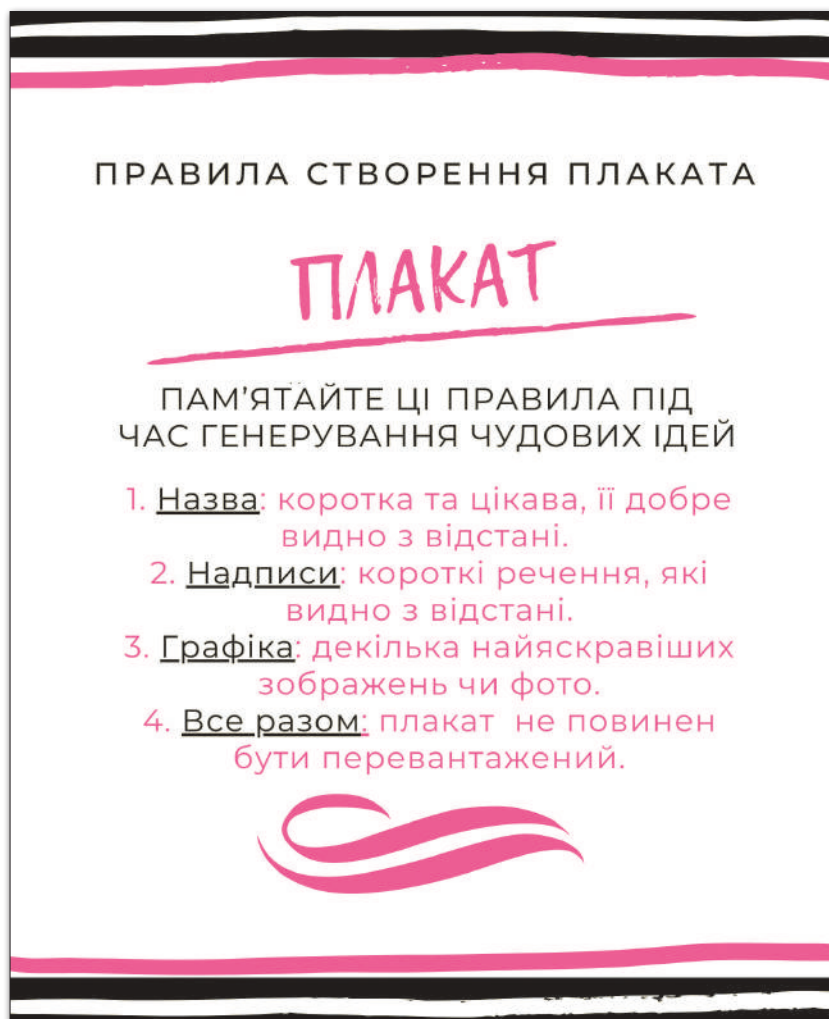 ПРАВИЛА СТВОРЕННЯ ПЛАКАТА
ПЛАКАТ
ПАМ'ЯТАЙТЕ ЦІ ПРАВИЛА ПІД
ЧАС ГЕНЕРУВАННЯ ЧУДОВИХ ІДЕЙ
1. Назва: коротка та цікава, її добре
видно з відстані.
2. Надписи: короткі речення, які
видно з відстані.
3. Графіка: декілька найяскравіших
зображень чи фото.
4. Все разом: плакат не повинен
бути перевантажений.